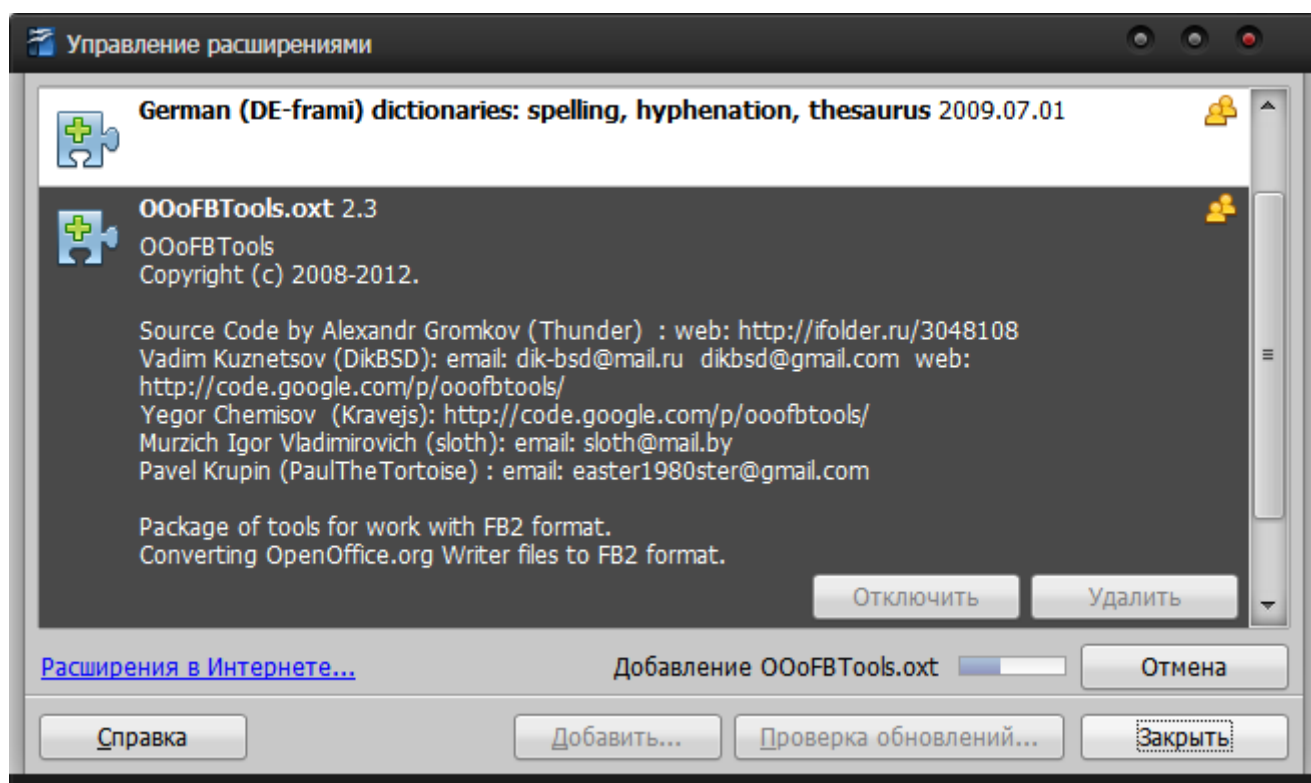 Управление расширениями
German (DE-frami) dictionaries: spelling, hyphenation, thesaurus 2009.07.01
OOoFBTools.oxt 2.3
OOoFBTools
Copyright (c) 2008-2012.
Source Code by Alexandr Gromkov (Thunder)  : web: http://ifolder.ru/3048108
Vadim Kuznetsov (DikBSD): email: dik-bsd@mail.ru  dikbsd@gmail.com  web:
http://code.google.com/p/ooofbtools/
Yegor Chemisov  (Kravejs): http://code.google.com/p/ooofbtools/
Murzich Igor Vladimirovich (sloth): email: sloth@mail.by
Pavel Krupin (PaulTheTortoise) : email: easter1980ster@gmail.com
Package of tools for work with FB2 format.
Converting OpenOffice.org Writer files to FB2 format.
Отключить Удалить
Расширения в Интернете... Добавление OOoFBTools.oxt Отмена
Справка Добавить... Проверка обновлений... Закрыть